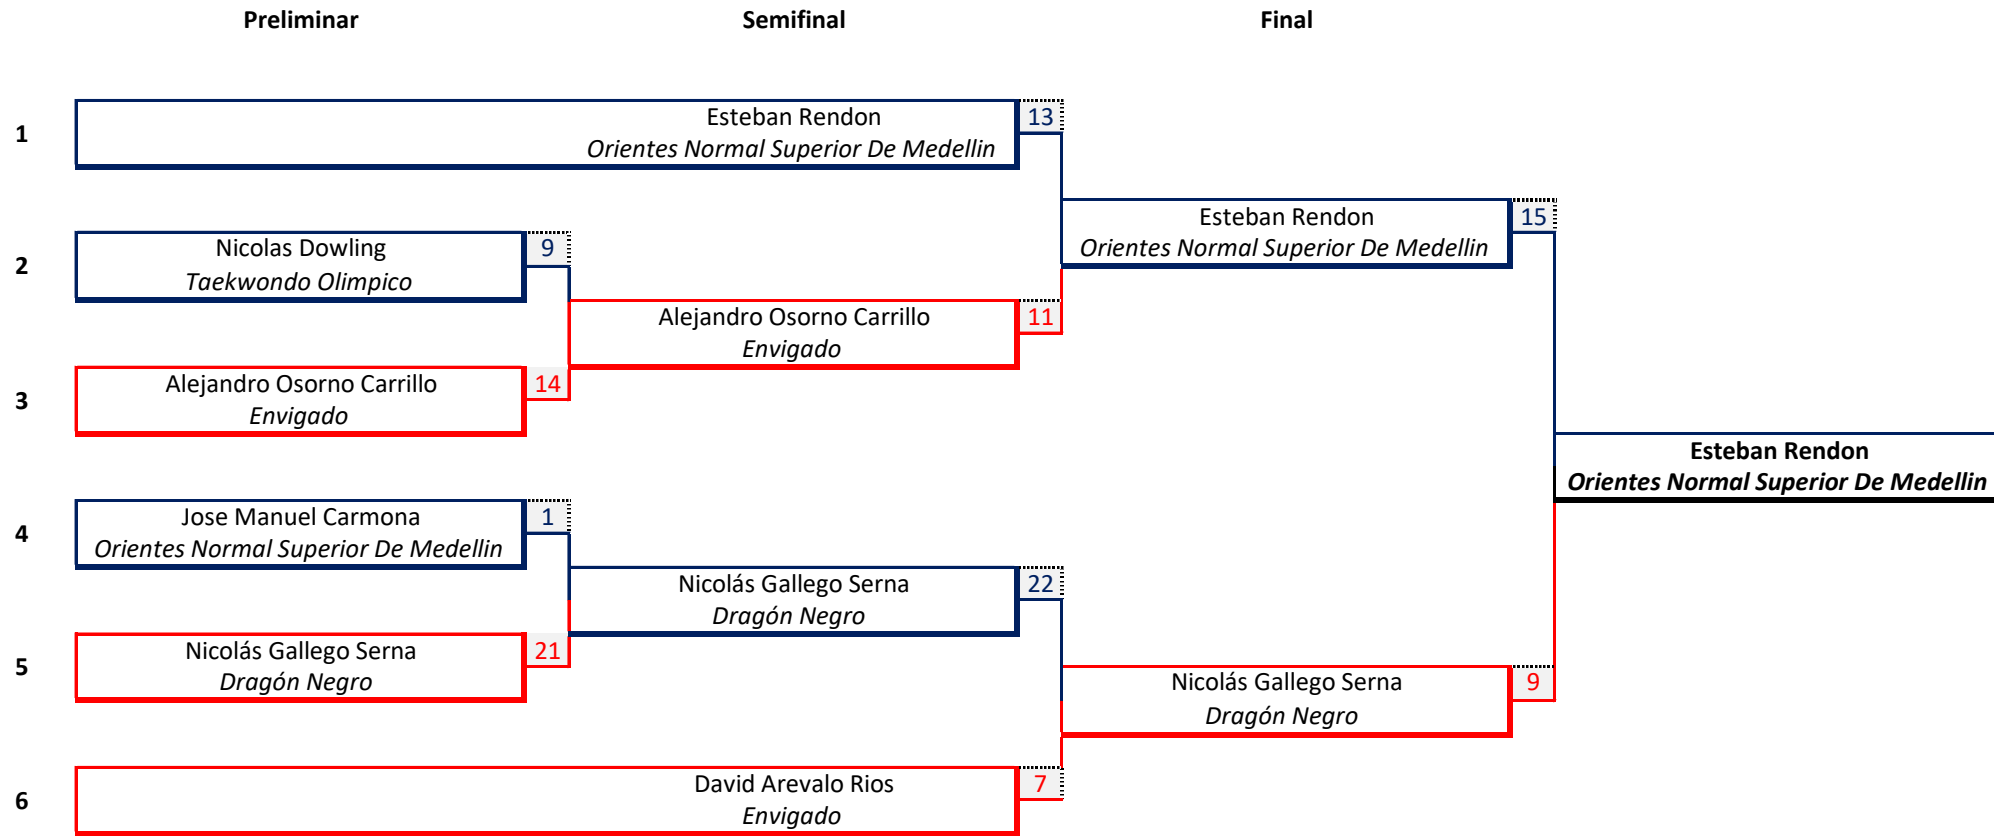 Preliminar
Semifinal
Final
1
Esteban Rendon
13
Orientes Normal Superior De Medellin
Esteban Rendon
15
Orientes Normal Superior De Medellin
2
Nicolas Dowling
9
Taekwondo Olimpico
Alejandro Osorno Carrillo
11
Envigado
3
Alejandro Osorno Carrillo
14
Envigado
Esteban Rendon
Orientes Normal Superior De Medellin
4
Jose Manuel Carmona
1
Orientes Normal Superior De Medellin
Nicolás Gallego Serna
22
Dragón Negro
5
Nicolás Gallego Serna
21
Dragón Negro
Nicolás Gallego Serna
9
Dragón Negro
6
David Arevalo Rios
7
Envigado